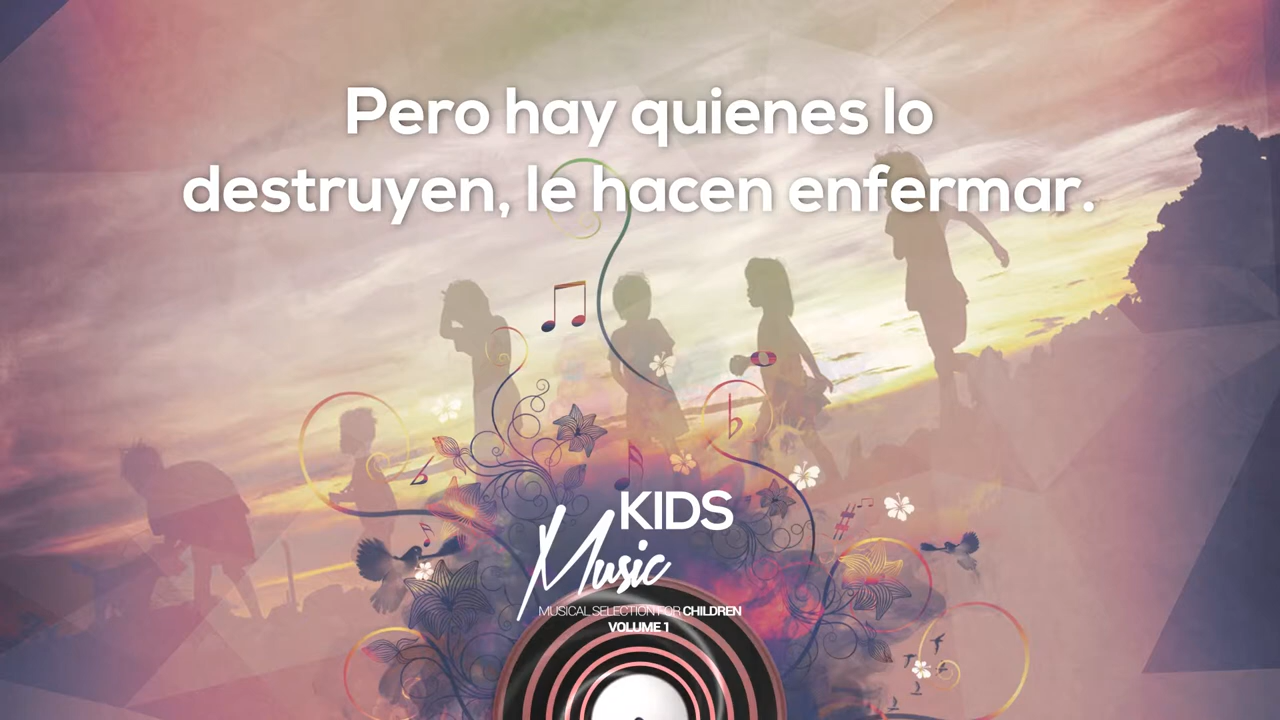 Pero hay quienes lo
destruyen, le hacen enfermar.
KIDS
Music
MUSICAL SELECTION FOR CHILDREN
VOLUME 1